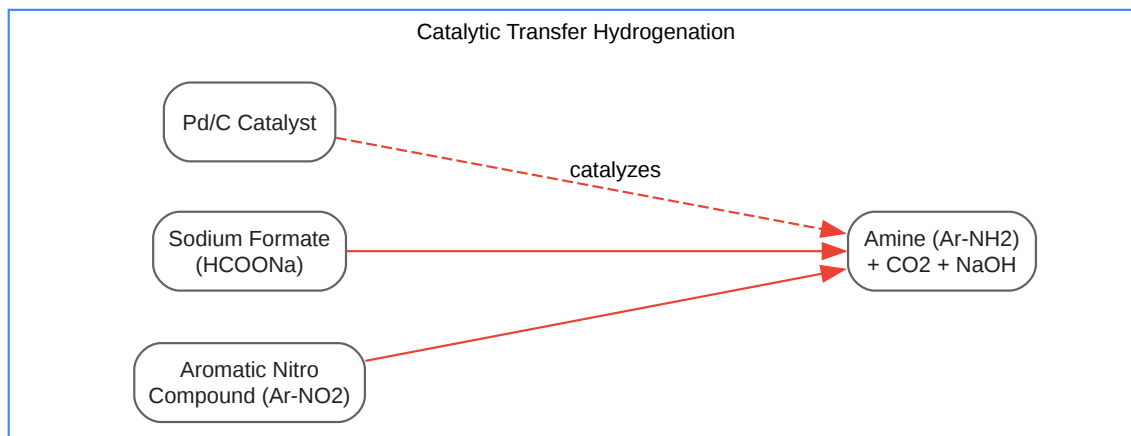 Catalytic Transfer Hydrogenation
Pd/C Catalyst
catalyzes
Sodium Formate
(HCOONa)
Amine (Ar-NH2)
+ CO2 + NaOH
Aromatic Nitro
Compound (Ar-NO2)